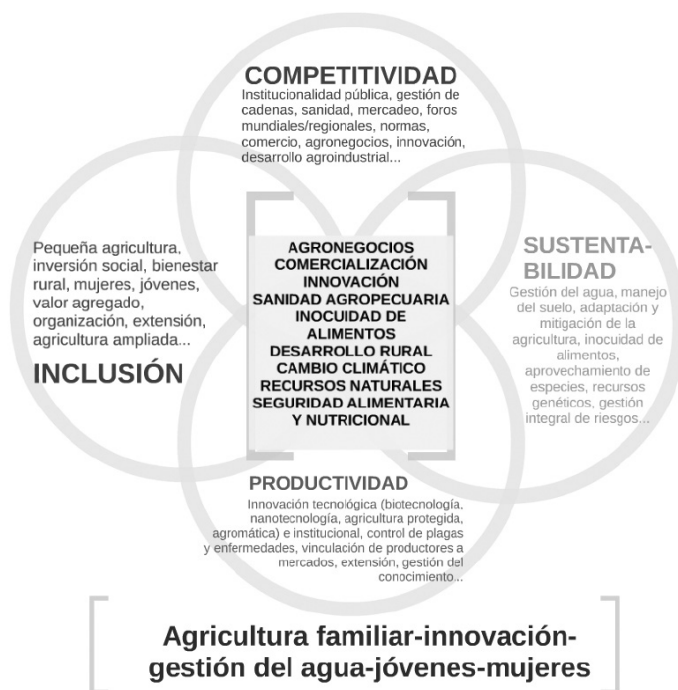 COMPETITIVIDAD
Institucionalidad pública, gestión de
cadenas, sanidad, mercadeo, foros
mundiales/regionales, normas,
comercio, agronegocios, innovación,
desarrollo agroindustrial...
Pequeña agricultura,
inversión social, bienestar
rural, mujeres, jóvenes,
valor agregado,
organización, extensión,
agricultura ampliada...
INCLUSIÓN
AGRONEGOCIOS
COMERCIALIZACIÓN
INNOVACIÓN
SANIDAD AGROPECUARIA
INOCUIDAD DE
ALIMENTOS
DESARROLLO RURAL
CAMBIO CLIMÁTICO
RECURSOS NATURALES
SEGURIDAD ALIMENTARIA
Y NUTRICIONAL
SUSTENTA-
BILIDAD
Gestión del agua, manejo
del suelo, adaptación y
mitigación de la
agricultura, inocuidad de
alimentos,
aprovechamiento de
especies, recursos
genéticos, gestión
integral de riesgos...
PRODUCTIVIDAD
Innovación tecnológica (biotecnología,
nanotecnología, agricultura protegida,
agromática) e institucional, control de plagas
y enfermedades, vinculación de productores a
mercados, extensión, gestión del
conocimiento...
Agricultura familiar-innovación-
gestión del agua-jóvenes-mujeres